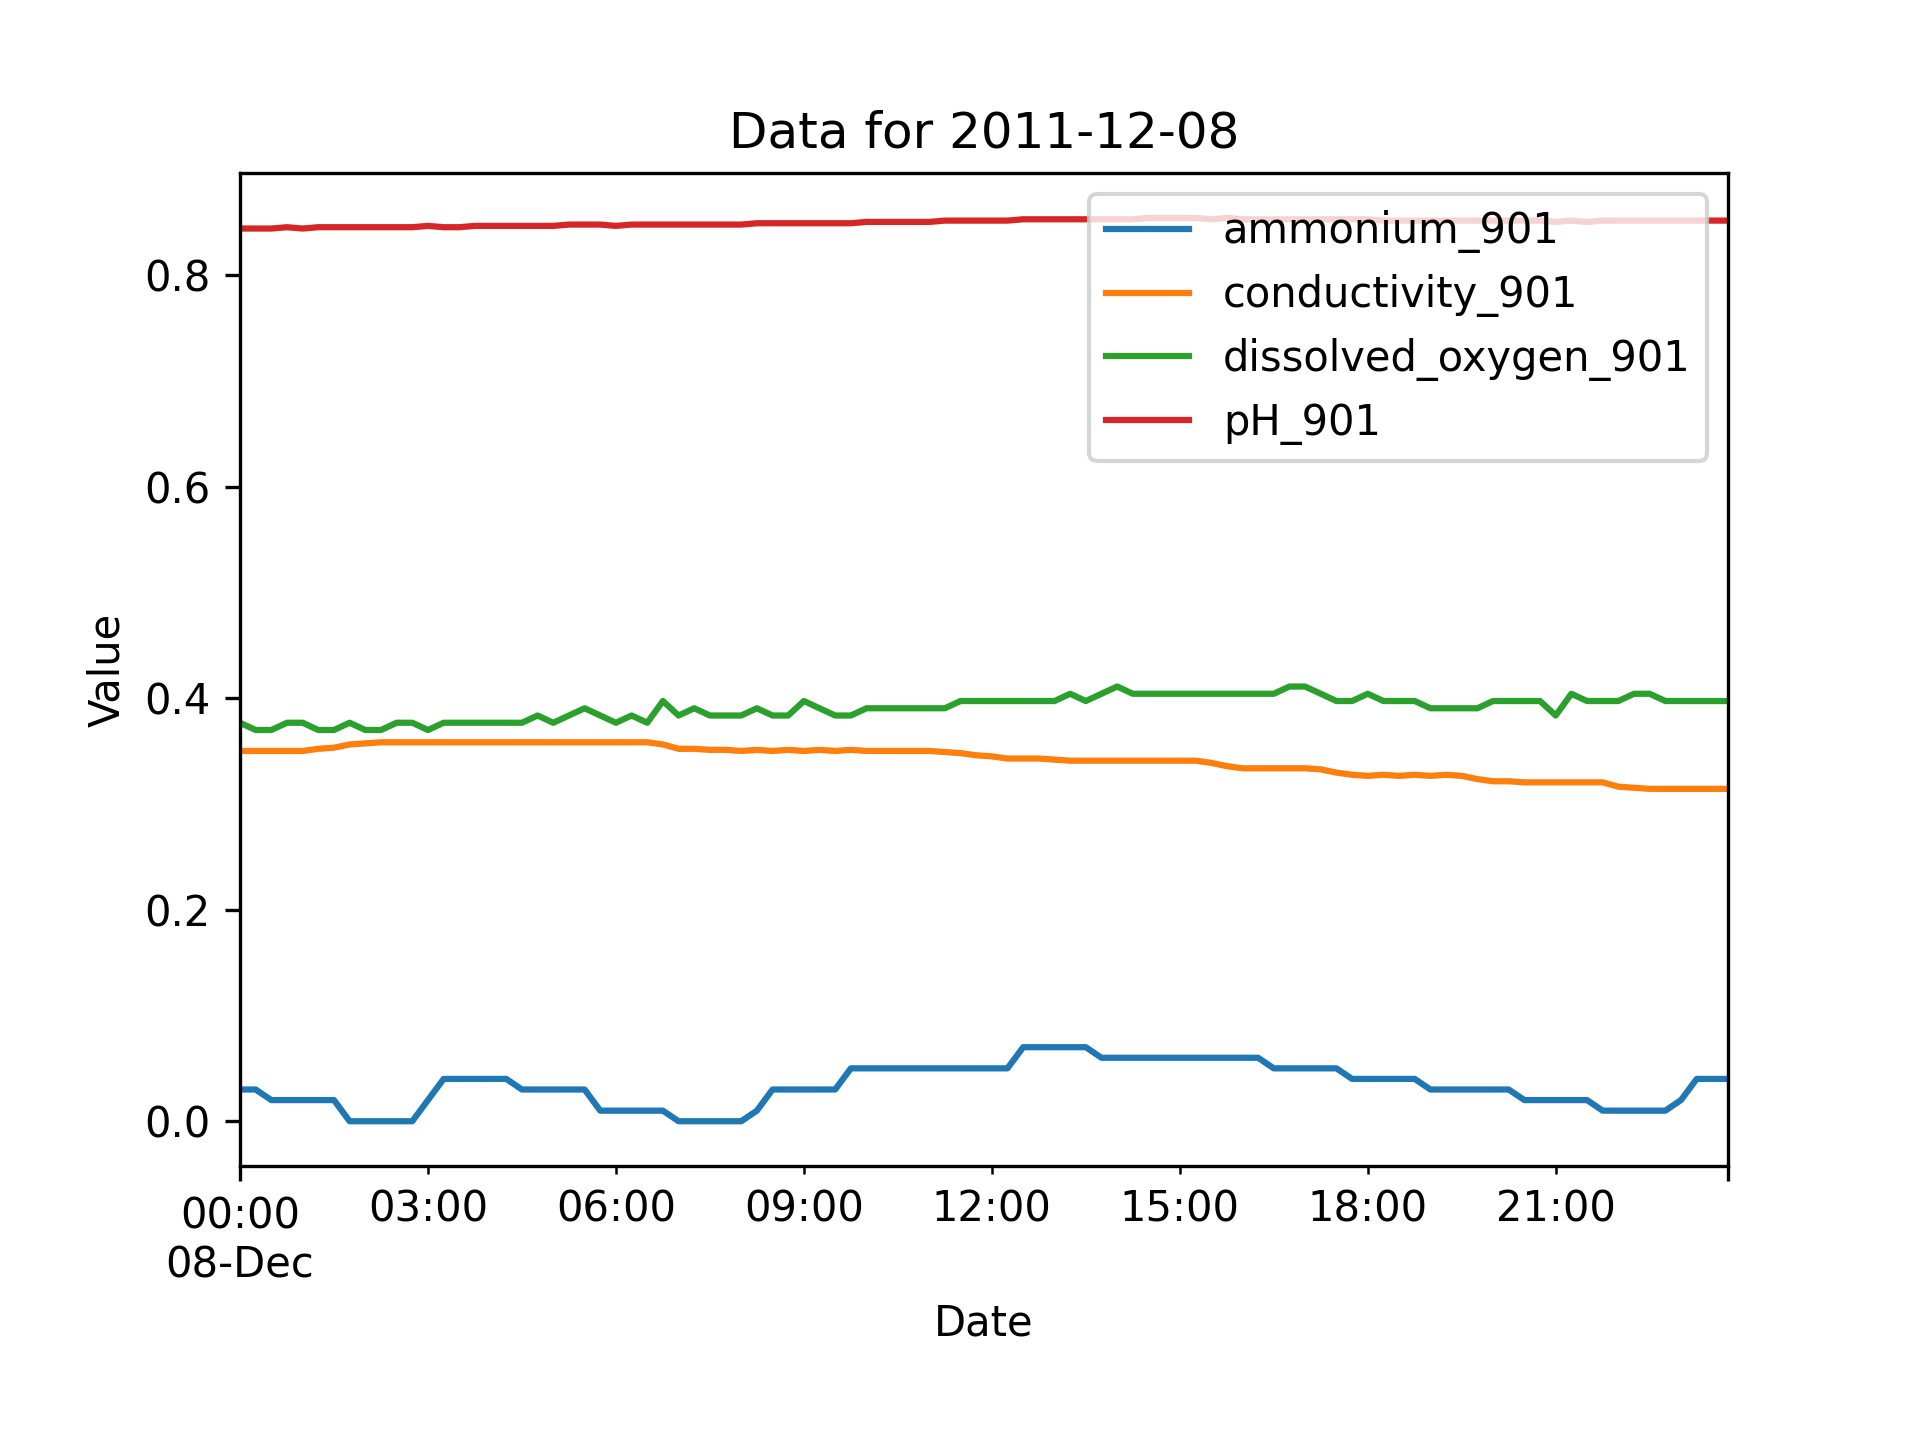 Data for 2011-12-08
ammonium_901
conductivity_901
dissolved_oxygen_901
pH_901
Value
0.8
0.6
0.4
0.2
0.0
00:00 03:00 06:00 09:00 12:00 15:00 18:00 21:00
08-Dec
Date